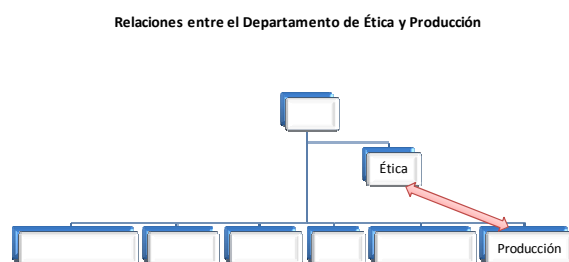 Relaciones entre el Departamento de Ética y Producción
Ética
Producción